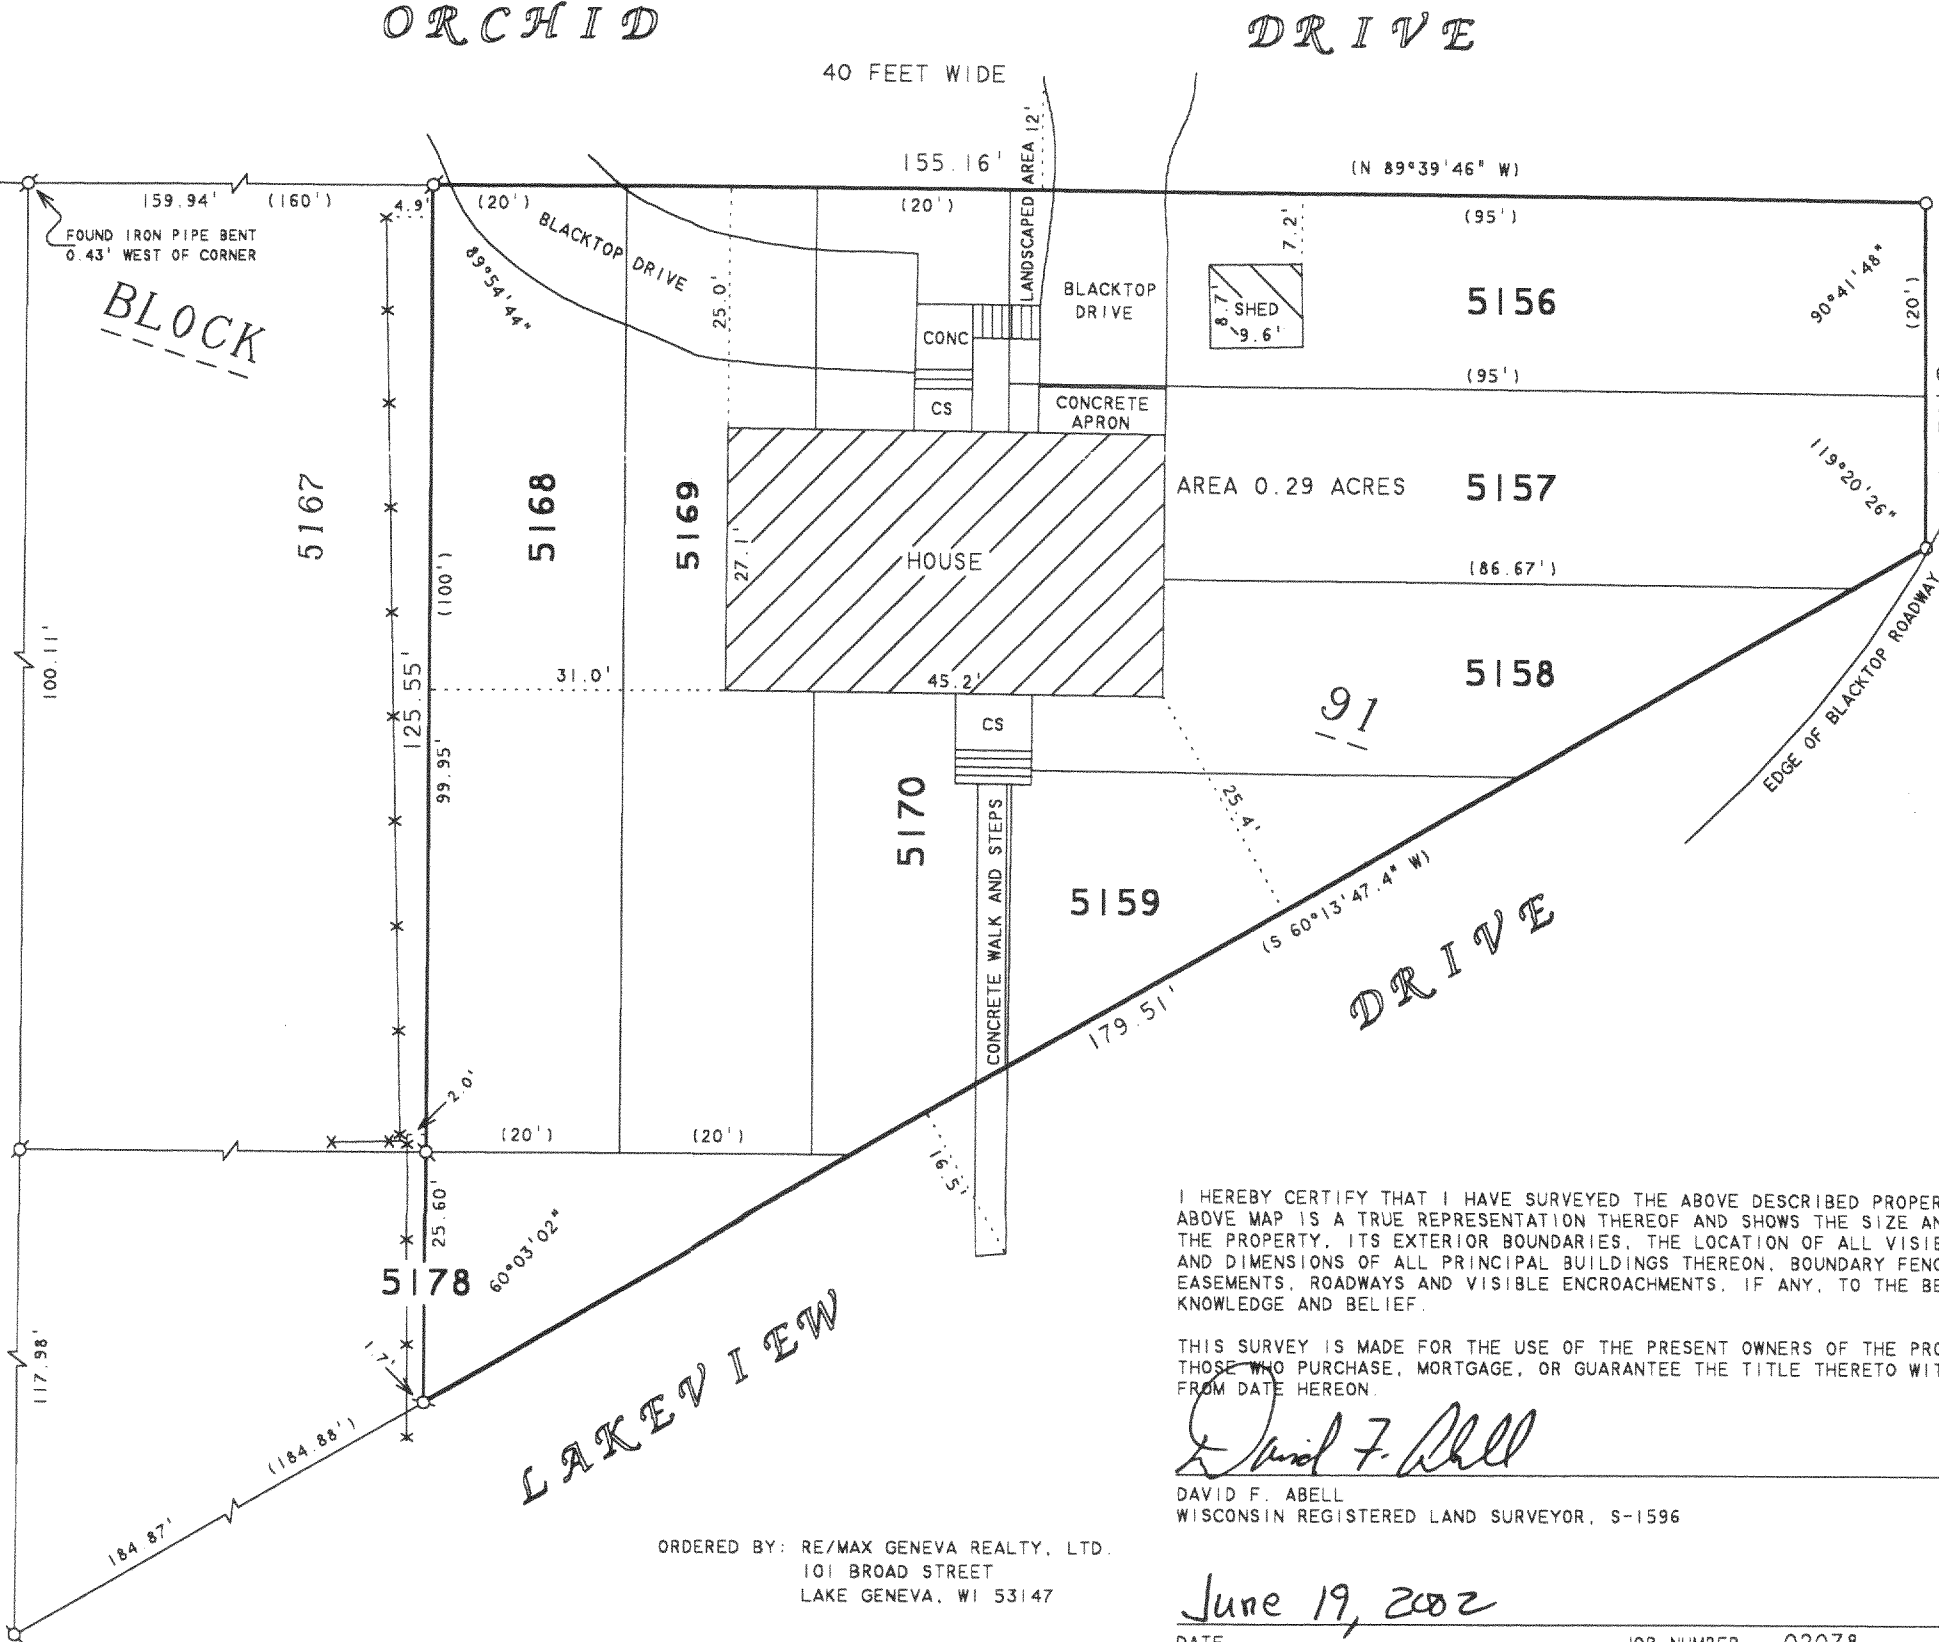 ORCHID DRIVE
40 FEET WIDE
155.16'
(N 89°39'46" W)
LANDSCAPED AREA 12'
159.94' (160')
4.9'
(20')
(20')
(95')
FOUND IRON PIPE BENT
0.43' WEST OF CORNER
BLOCK
89°54'44"
BLACKTOP DRIVE
25.0'
CONC
CS
BLACKTOP
DRIVE
7.2'
8.7'
SHED
9.6'
5156
90°41'48"
(20')
(95')
CONCRETE
APRON
5167
5168
5169
(100')
27.1'
HOUSE
AREA 0.29 ACRES
5157
119°20'26"
(86.67')
100.11'
125.55'
99.95'
31.0'
45.2'
5158
91
EDGE OF BLACKTOP ROADWAY
CS
5170
CONCRETE WALK AND STEPS
25.4'
5159
(S 60°13'47.4" W)
179.51'
2.0'
(20')
(20')
16.5'
25.60'
5178
60°03'02"
1.7'
117.98'
(184.88')
184.87'
LAKEVIEW DRIVE
I HEREBY CERTIFY THAT I HAVE SURVEYED THE ABOVE DESCRIBED PROPER
ABOVE MAP IS A TRUE REPRESENTATION THEREOF AND SHOWS THE SIZE AN
THE PROPERTY, ITS EXTERIOR BOUNDARIES, THE LOCATION OF ALL VISIB
AND DIMENSIONS OF ALL PRINCIPAL BUILDINGS THEREON, BOUNDARY FENC
EASEMENTS, ROADWAYS AND VISIBLE ENCROACHMENTS, IF ANY, TO THE BE
KNOWLEDGE AND BELIEF.
THIS SURVEY IS MADE FOR THE USE OF THE PRESENT OWNERS OF THE PRO
THOSE WHO PURCHASE, MORTGAGE, OR GUARANTEE THE TITLE THERETO WIT
FROM DATE HEREON.
David F. Abell
DAVID F. ABELL
WISCONSIN REGISTERED LAND SURVEYOR, S-1596
ORDERED BY: RE/MAX GENEVA REALTY, LTD.
101 BROAD STREET
LAKE GENEVA, WI 53147
June 19, 2002
DATE JOB NUMBER 02078